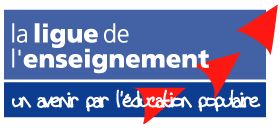 la ligue de
l'enseignement
un avenir par l'éducation populaire